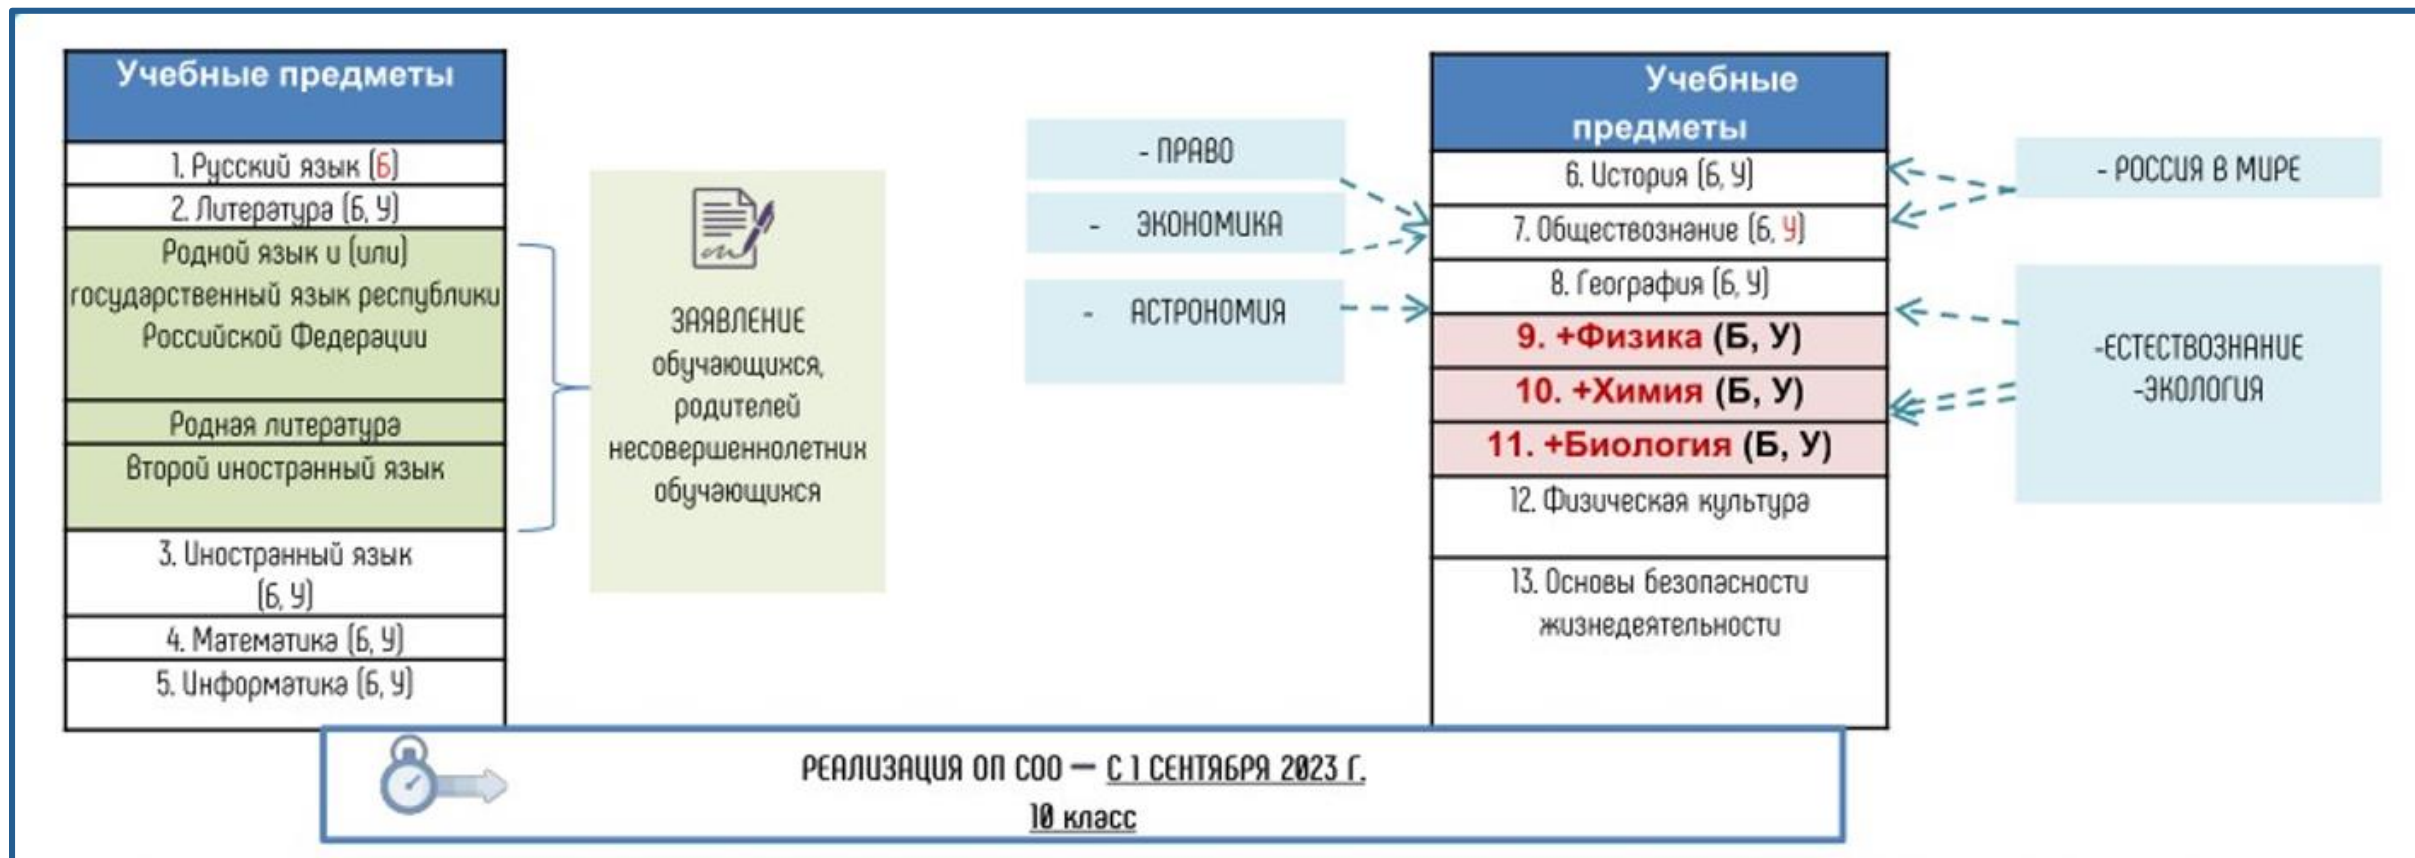 Учебные предметы
1. Русский язык (Б)
2. Литература (Б, У)
Родной язык и (или)
государственный язык республики
Российской Федерации
Родная литература
Второй иностранный язык
3. Иностранный язык
(Б, У)
4. Математика (Б, У)
5. Информатика (Б, У)
ЗАЯВЛЕНИЕ
обучающихся,
родителей
несовершеннолетних
обучающихся
- ПРАВО
- ЭКОНОМИКА
- АСТРОНОМИЯ
Учебные
предметы
6. История (Б, У)
7. Обществознание (Б, У)
8. География (Б, У)
9. +Физика (Б, У)
10. +Химия (Б, У)
11. +Биология (Б, У)
12. Физическая культура
13. Основы безопасности
жизнедеятельности
- РОССИЯ В МИРЕ
-ЕСТЕСТВОЗНАНИЕ
-ЭКОЛОГИЯ
РЕАЛИЗАЦИЯ ОП СОО — С 1 СЕНТЯБРЯ 2023 Г.
10 класс